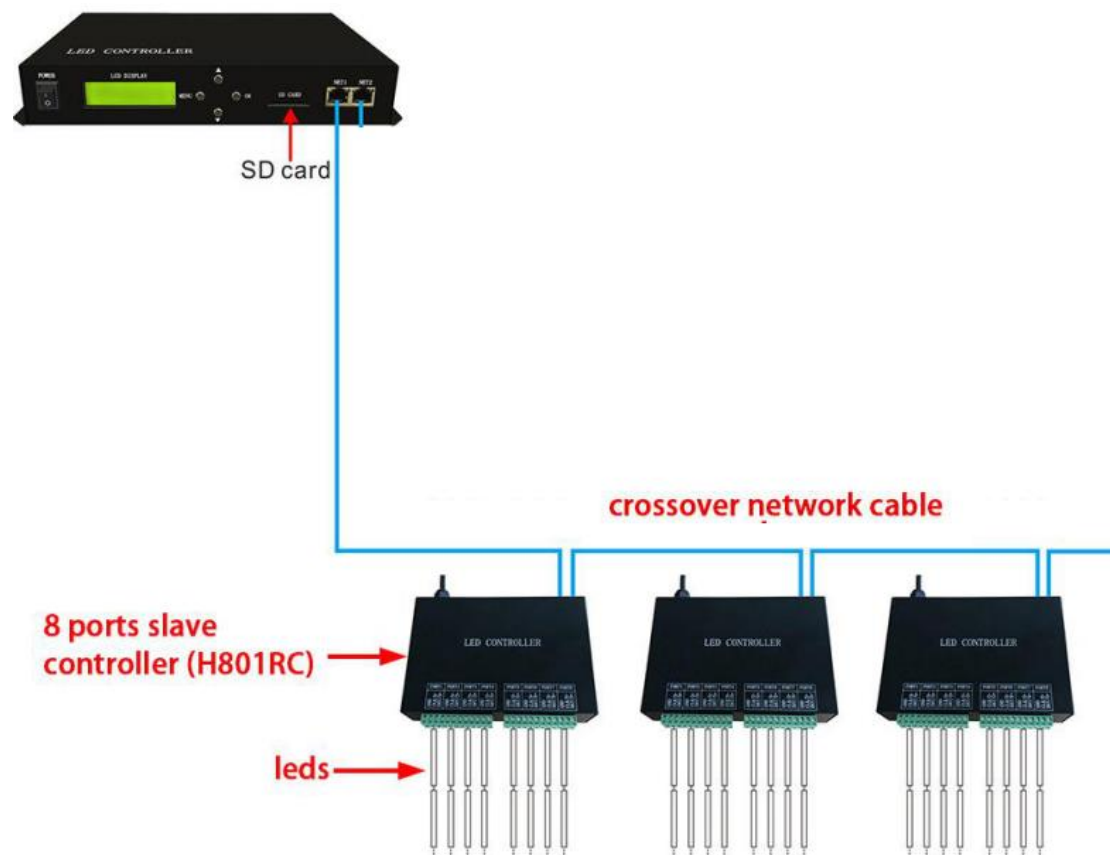 LED CONTROLLER
POWER
LED DISPLAY
MENU
OK
SD CARD
NET1
NET2
SD card
crossover network cable
8 ports slave
controller (H801RC)
LED CONTROLLER
LED CONTROLLER
LED CONTROLLER
leds